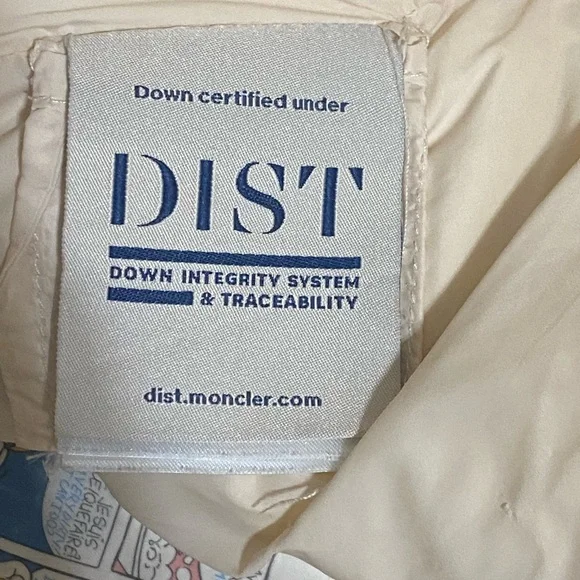 Down certified under
DIST
DOWN INTEGRITY SYSTEM
& TRACEABILITY
dist.moncler.com